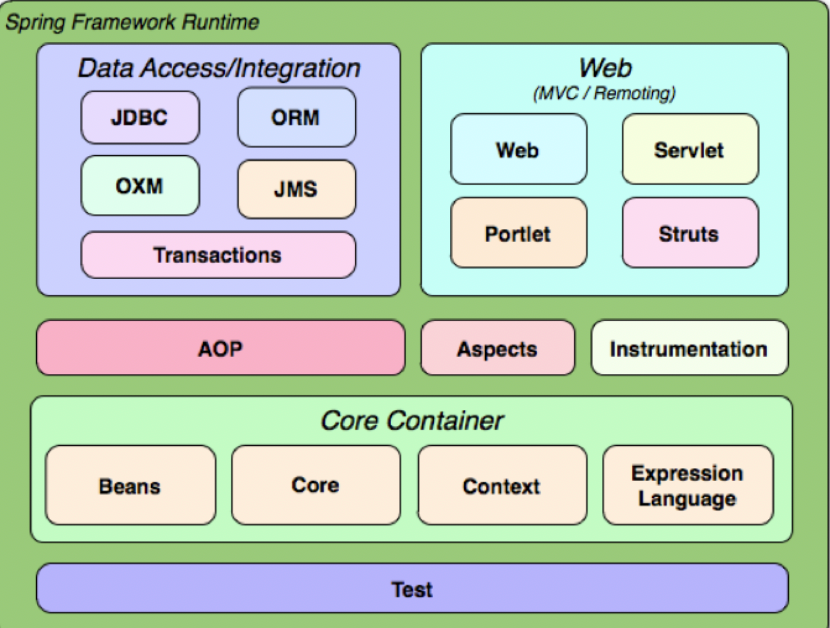 Spring Framework Runtime
Data Access/Integration
JDBC
ORM
OXM
JMS
Transactions
Web
(MVC / Remoting)
Web
Servlet
Portlet
Struts
AOP
Aspects
Instrumentation
Core Container
Beans
Core
Context
Expression
Language
Test